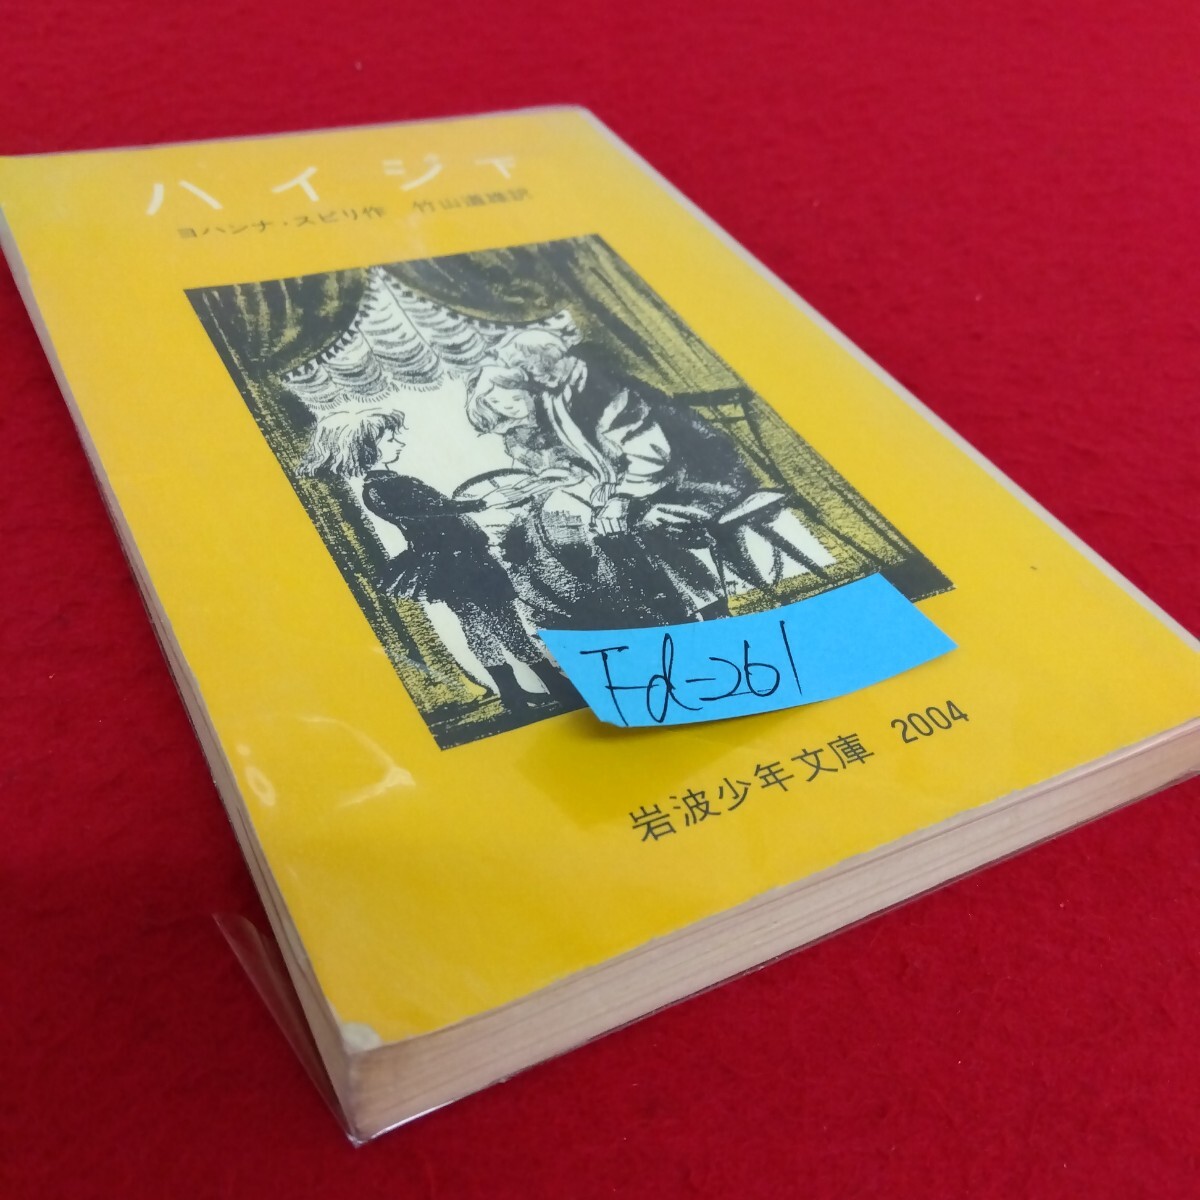 ハイジ
ヨハンナ・スピリ作 竹山道雄訳
Fd-261
岩波少年文庫 2004